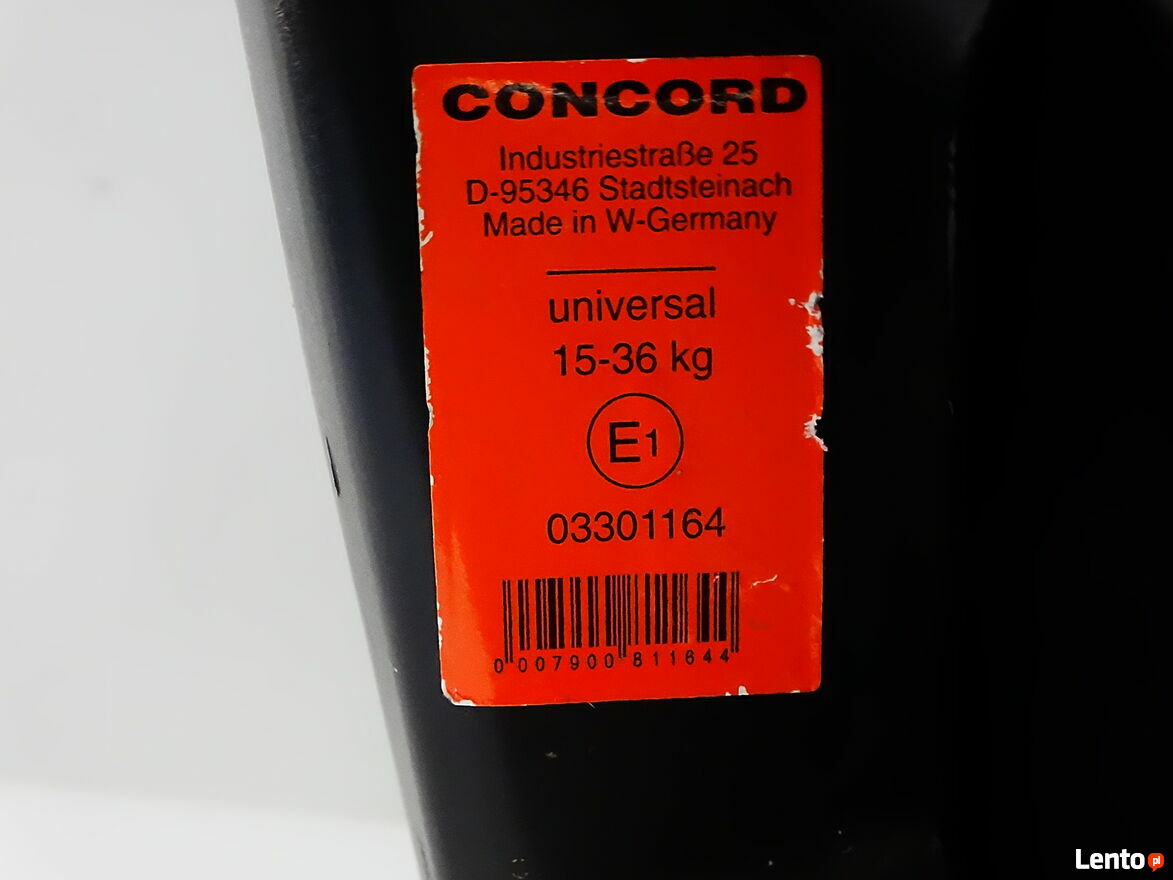 CONCORD
Industriestraße 25
D-95346 Stadtsteinach
Made in W-Germany
universal
15-36 kg
E1
03301164
0 007900 811644
Lento pl